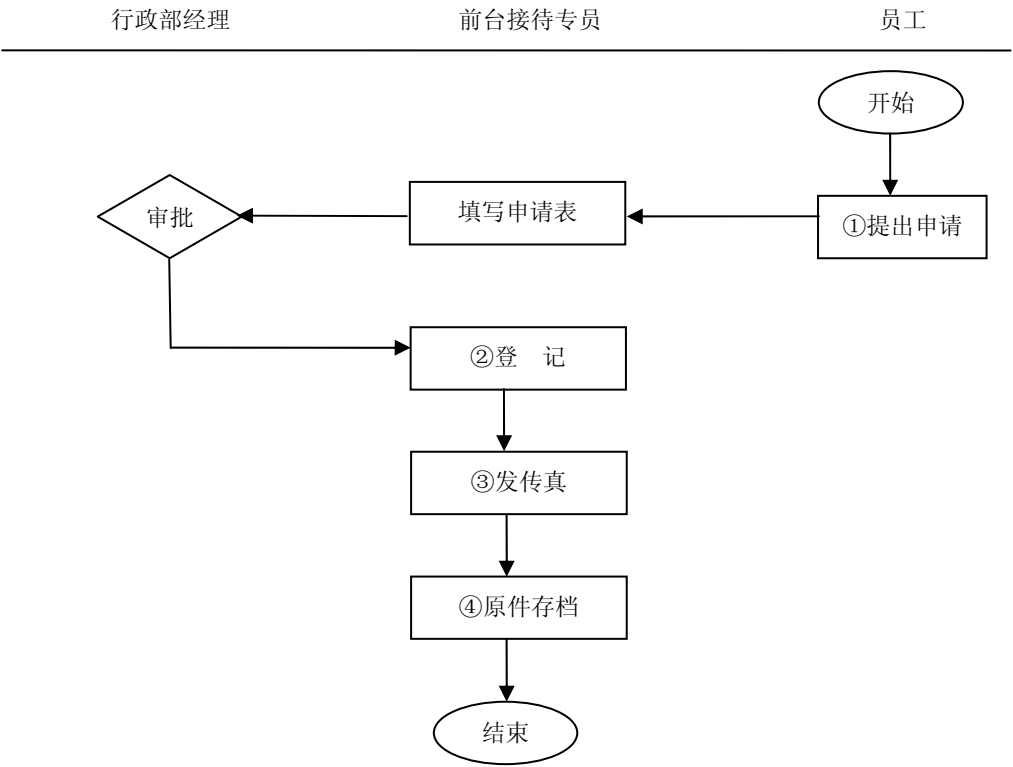 行政部经理 前台接待专员 员工
开始
审批 填写申请表 ①提出申请
②登 记
③发传真
④原件存档
结束